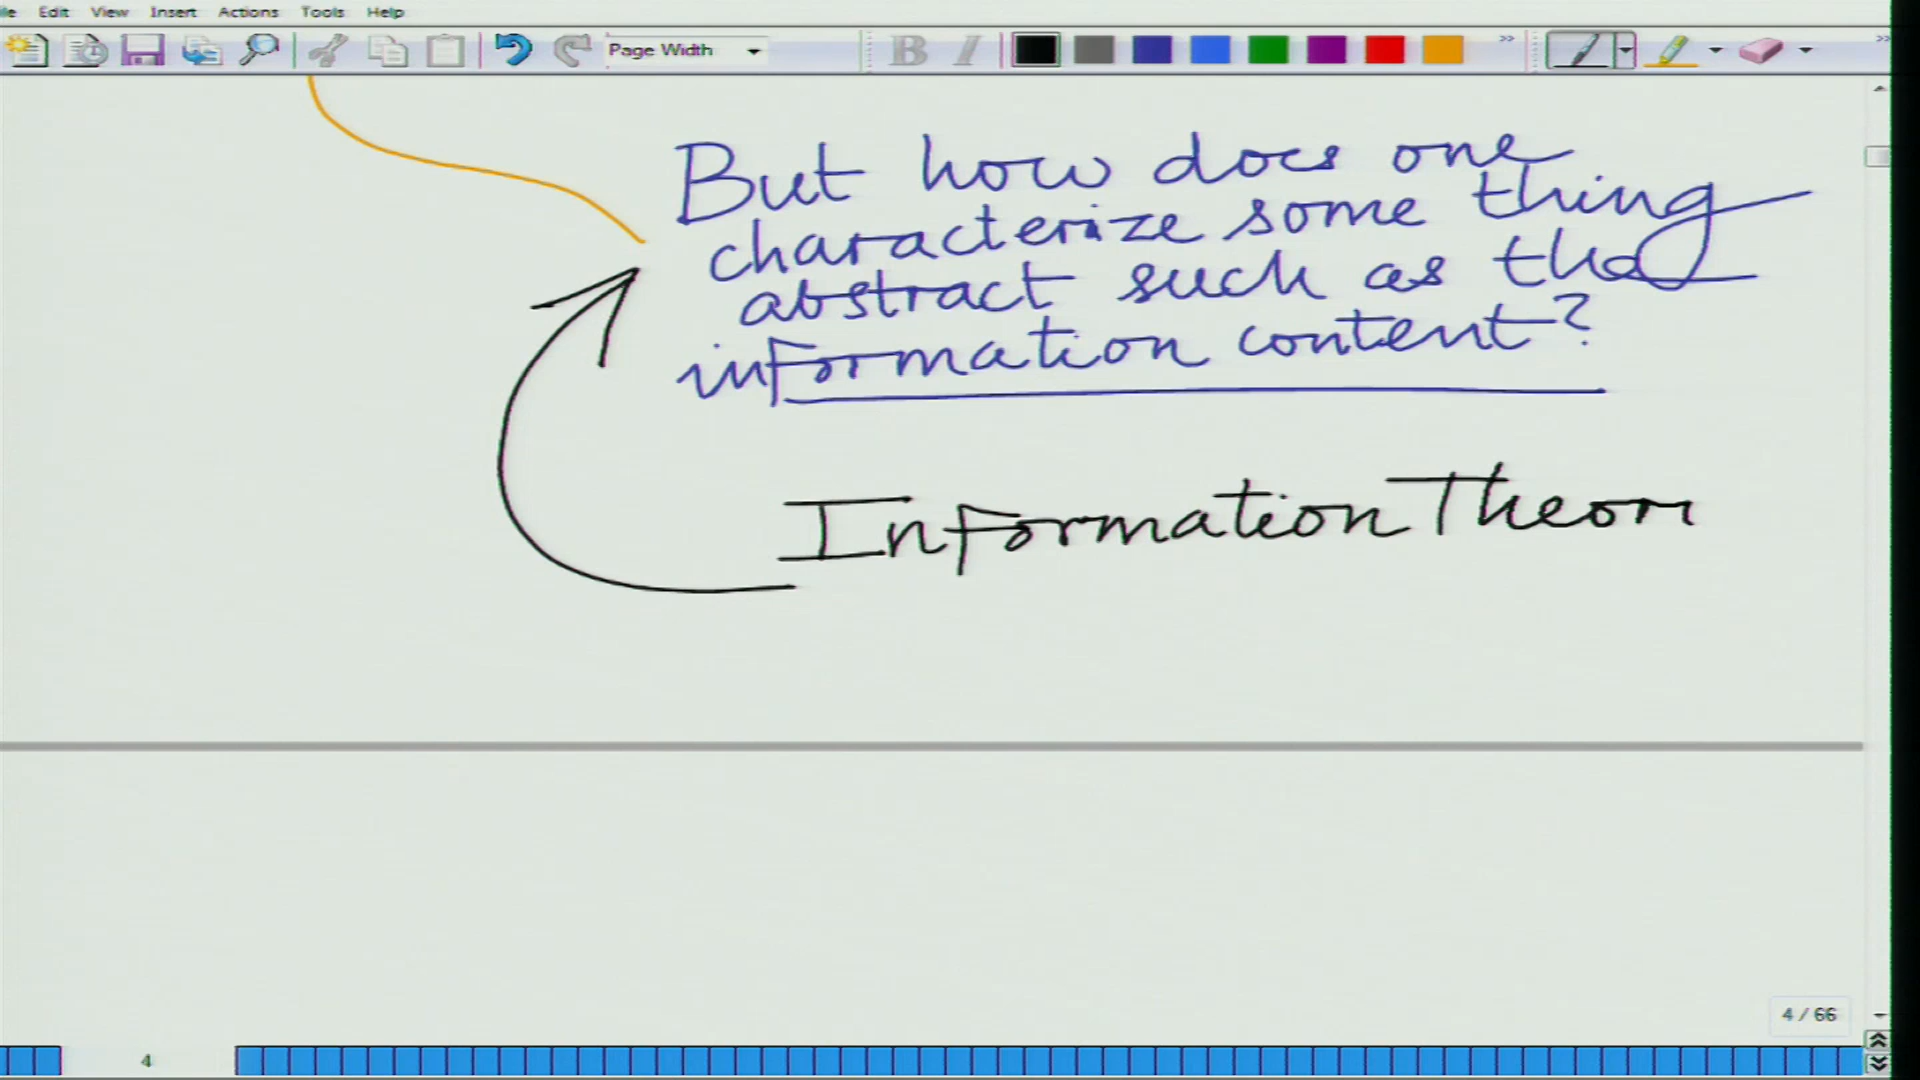 Edit View Insert Actions Tools Help
Page Width
B I
But how does one
characterize some thing
abstract such as the
information content?
Information Theor
4 / 66
4